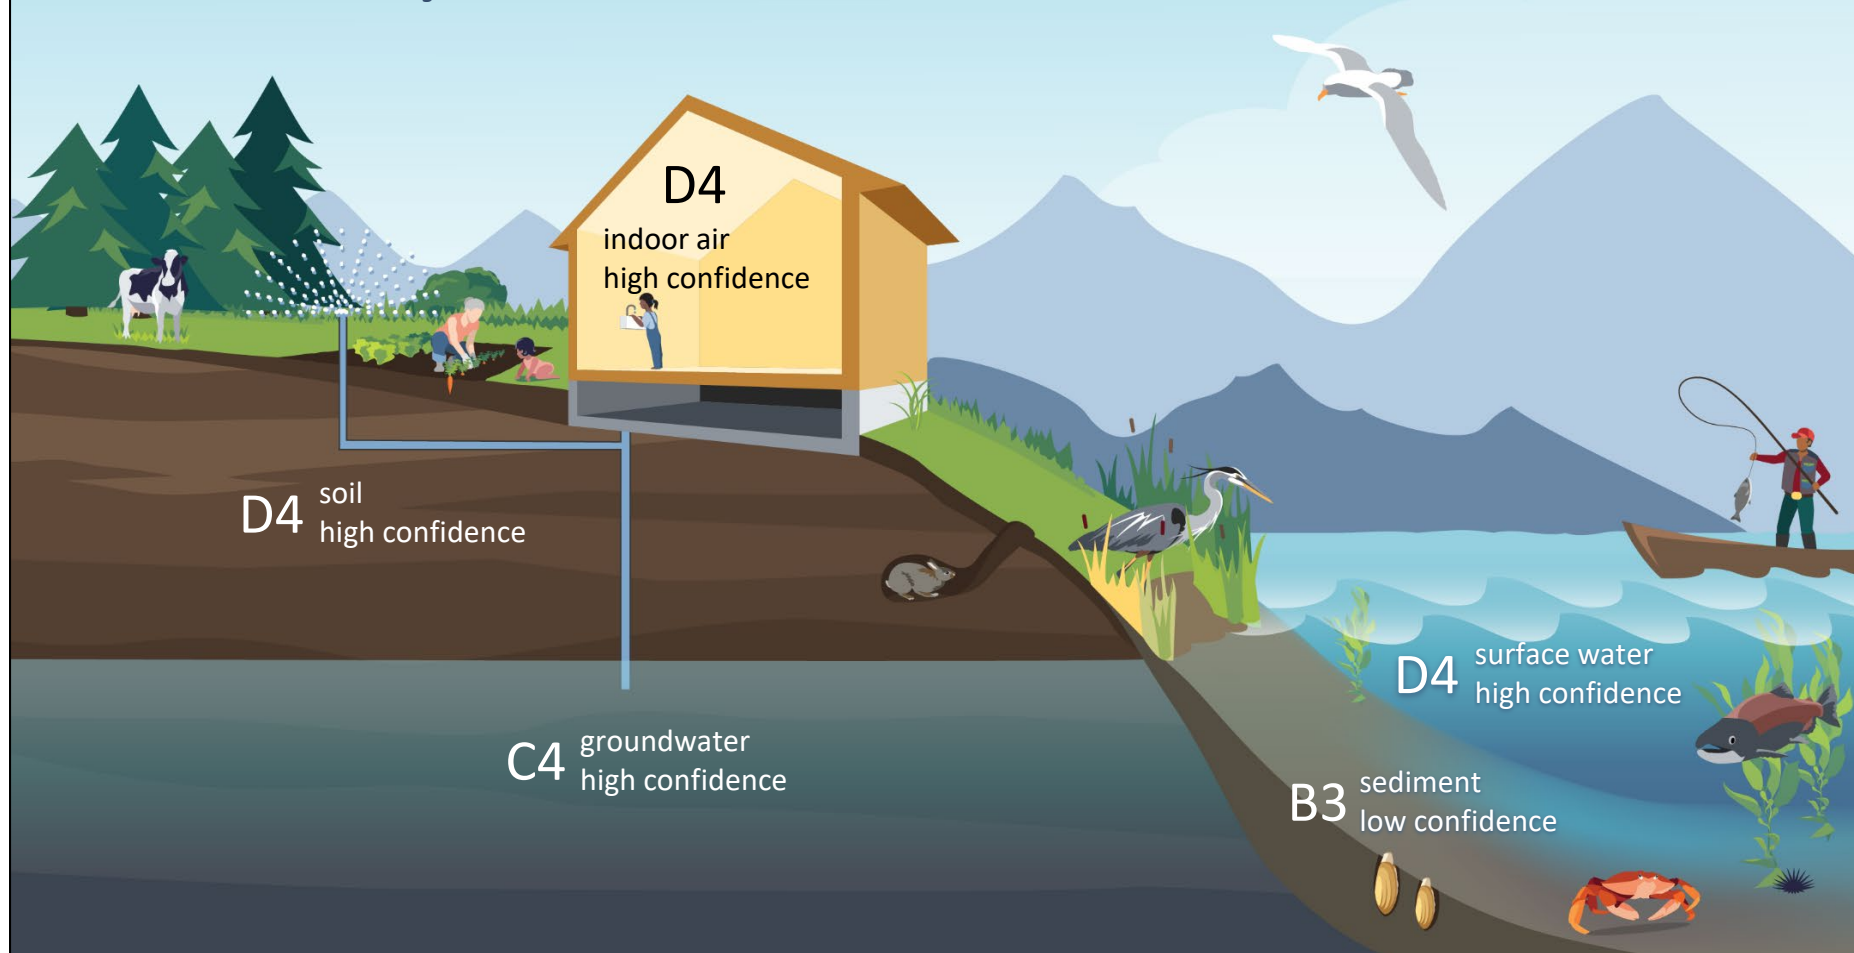 D4
indoor air
high confidence
D4 soil
high confidence
D4 surface water
high confidence
C4 groundwater
high confidence
B3 sediment
low confidence